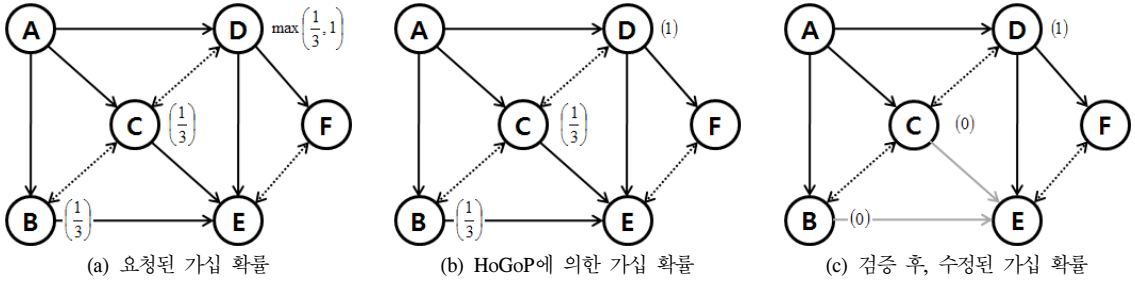 A D max(1/3, 1)
C (1/3) F
B (1/3) E
(a) 요청된 가십 확률
A D (1)
C (1/3) F
B (1/3) E
(b) HoGoP에 의한 가십 확률
A D (1)
C (0) F
B (0) E
(c) 검증 후, 수정된 가십 확률